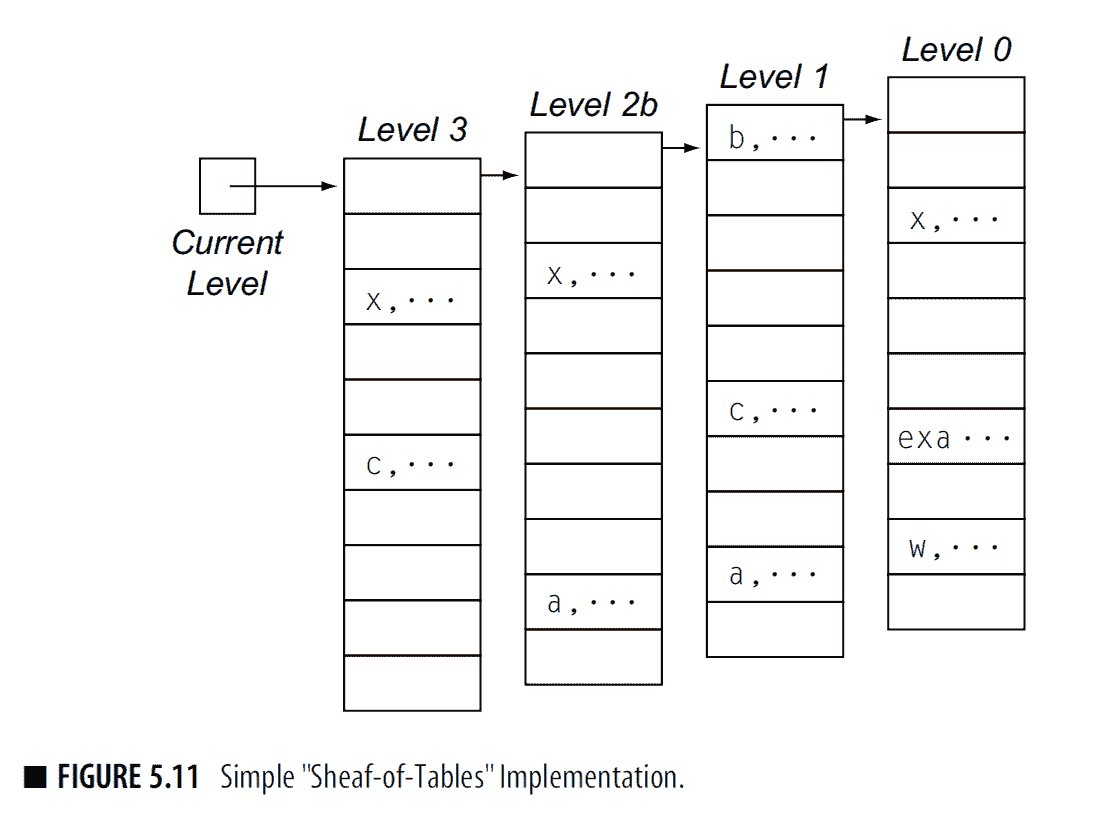 Level 0
Level 1
Level 2b
Level 3
Current
Level
b,···
x,···
x,···
x,···
c,···
exa···
c,···
w,···
a,···
a,···
■ FIGURE 5.11 Simple "Sheaf-of-Tables" Implementation.